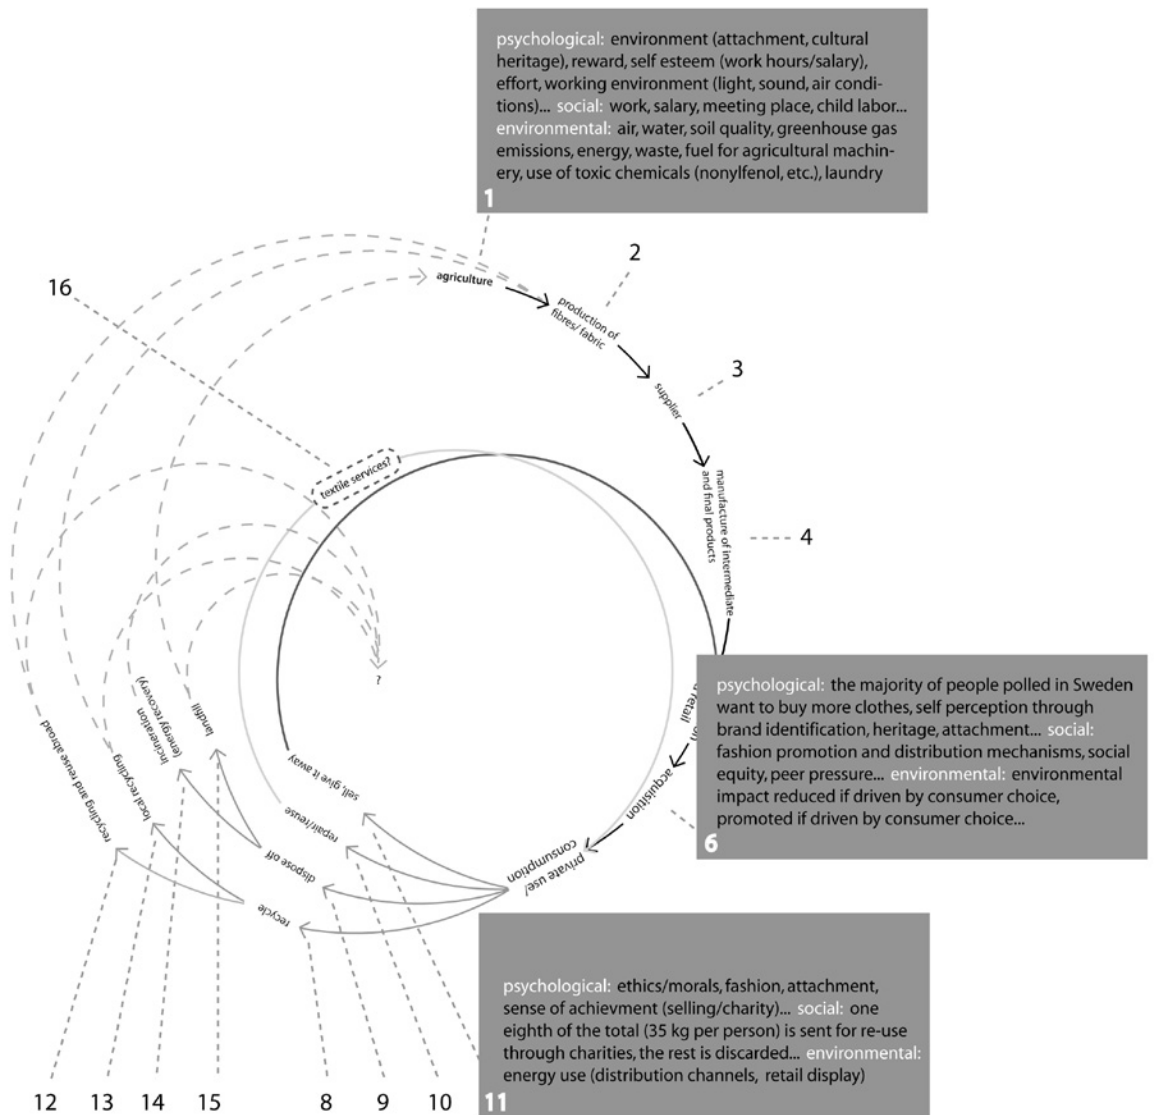 psychological: environment (attachment, cultural
heritage), reward, self esteem (work hours/salary),
effort, working environment (light, sound, air condi-
tions)... social: work, salary, meeting place, child labor...
environmental: air, water, soil quality, greenhouse gas
emissions, energy, waste, fuel for agricultural machin-
ery, use of toxic chemicals (nonylfenol, etc.), laundry
1
2
agriculture
16
production of
fibres/ fabric
3
supplier
textile services?
manufacture of intermediate
and final products
4
?
psychological: the majority of people polled in Sweden
want to buy more clothes, self perception through
brand identification, heritage, attachment... social:
fashion promotion and distribution mechanisms, social
equity, peer pressure... environmental: environmental
impact reduced if driven by consumer choice,
promoted if driven by consumer choice...
6
retail
acquisition
private use/
consumption
sell, give it away
repair/reuse
dispose off
recycle
landfill
incineration
(energy recovery)
local recycling
recycling and reuse abroad
psychological: ethics/morals, fashion, attachment,
sense of achievment (selling/charity)... social: one
eighth of the total (35 kg per person) is sent for re-use
through charities, the rest is discarded... environmental:
energy use (distribution channels, retail display)
12 13 14 15 8 9 10 11